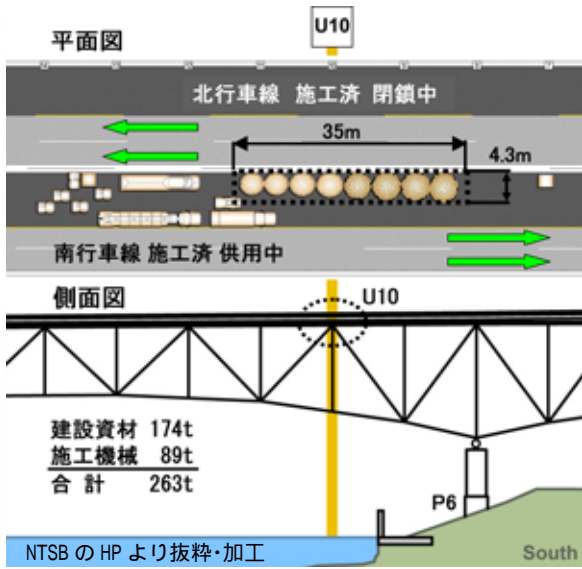 平面図
U10
北行車線 施工済 閉鎖中
35m
4.3m
南行車線 施工済 供用中
側面図
U10
建設資材 174t
施工機械 89t
合 計 263t
P6
NTSB の HP より抜粋・加工
South